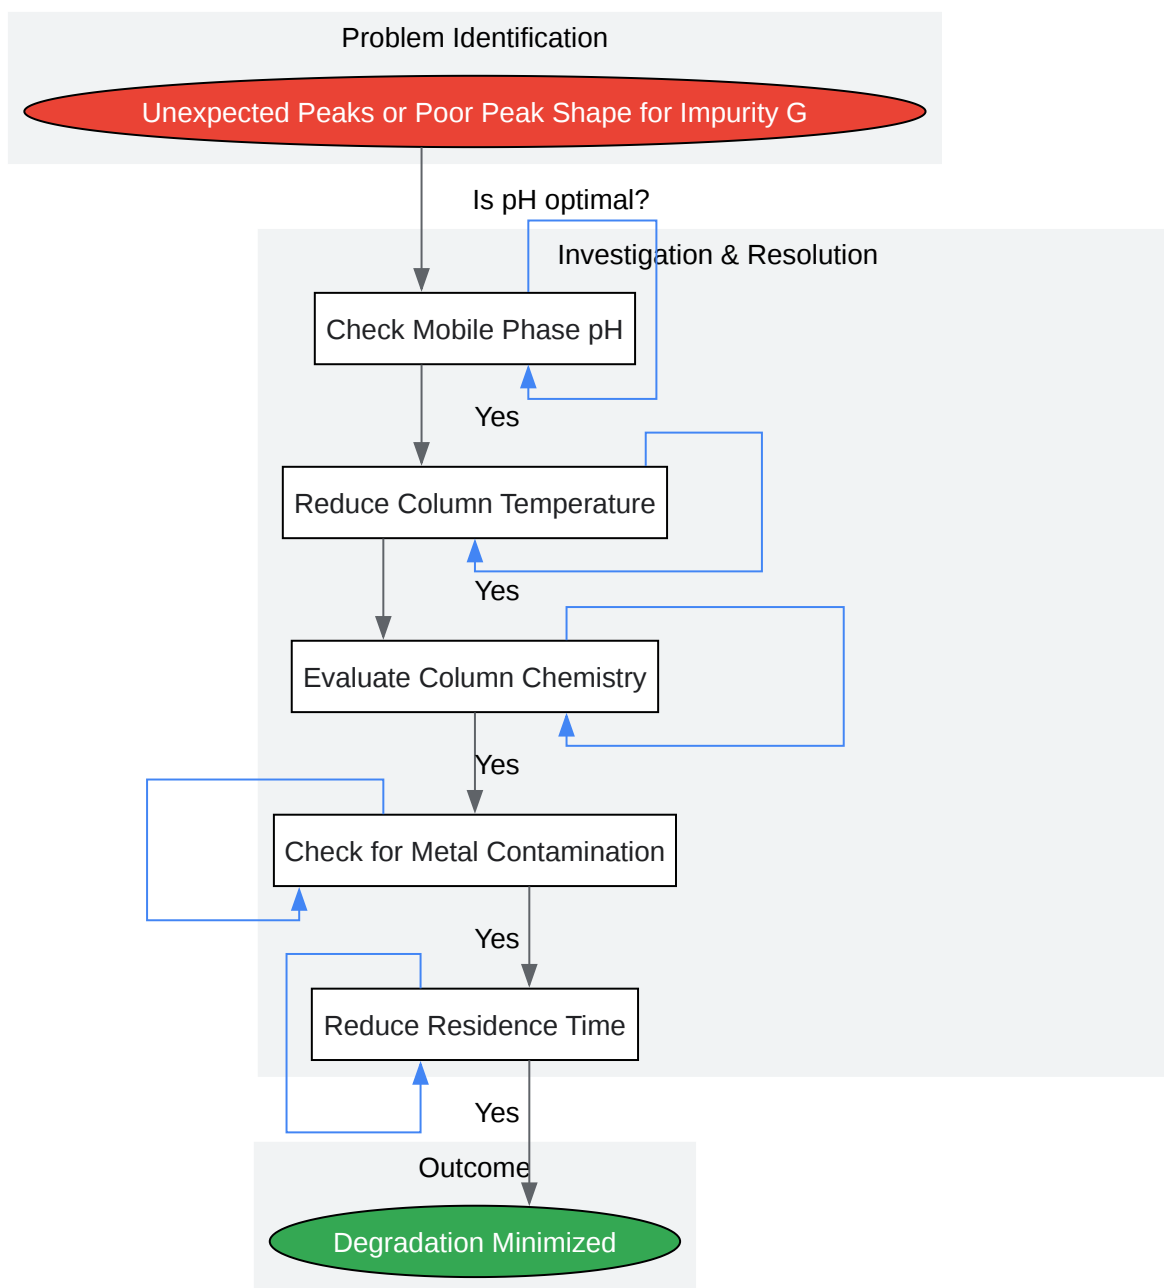 Problem Identification
Unexpected Peaks or Poor Peak Shape for Impurity G
Is pH optimal?
Investigation & Resolution
Check Mobile Phase pH
Yes
Reduce Column Temperature
Yes
Evaluate Column Chemistry
Yes
Check for Metal Contamination
Yes
Reduce Residence Time
Yes
Outcome
Degradation Minimized